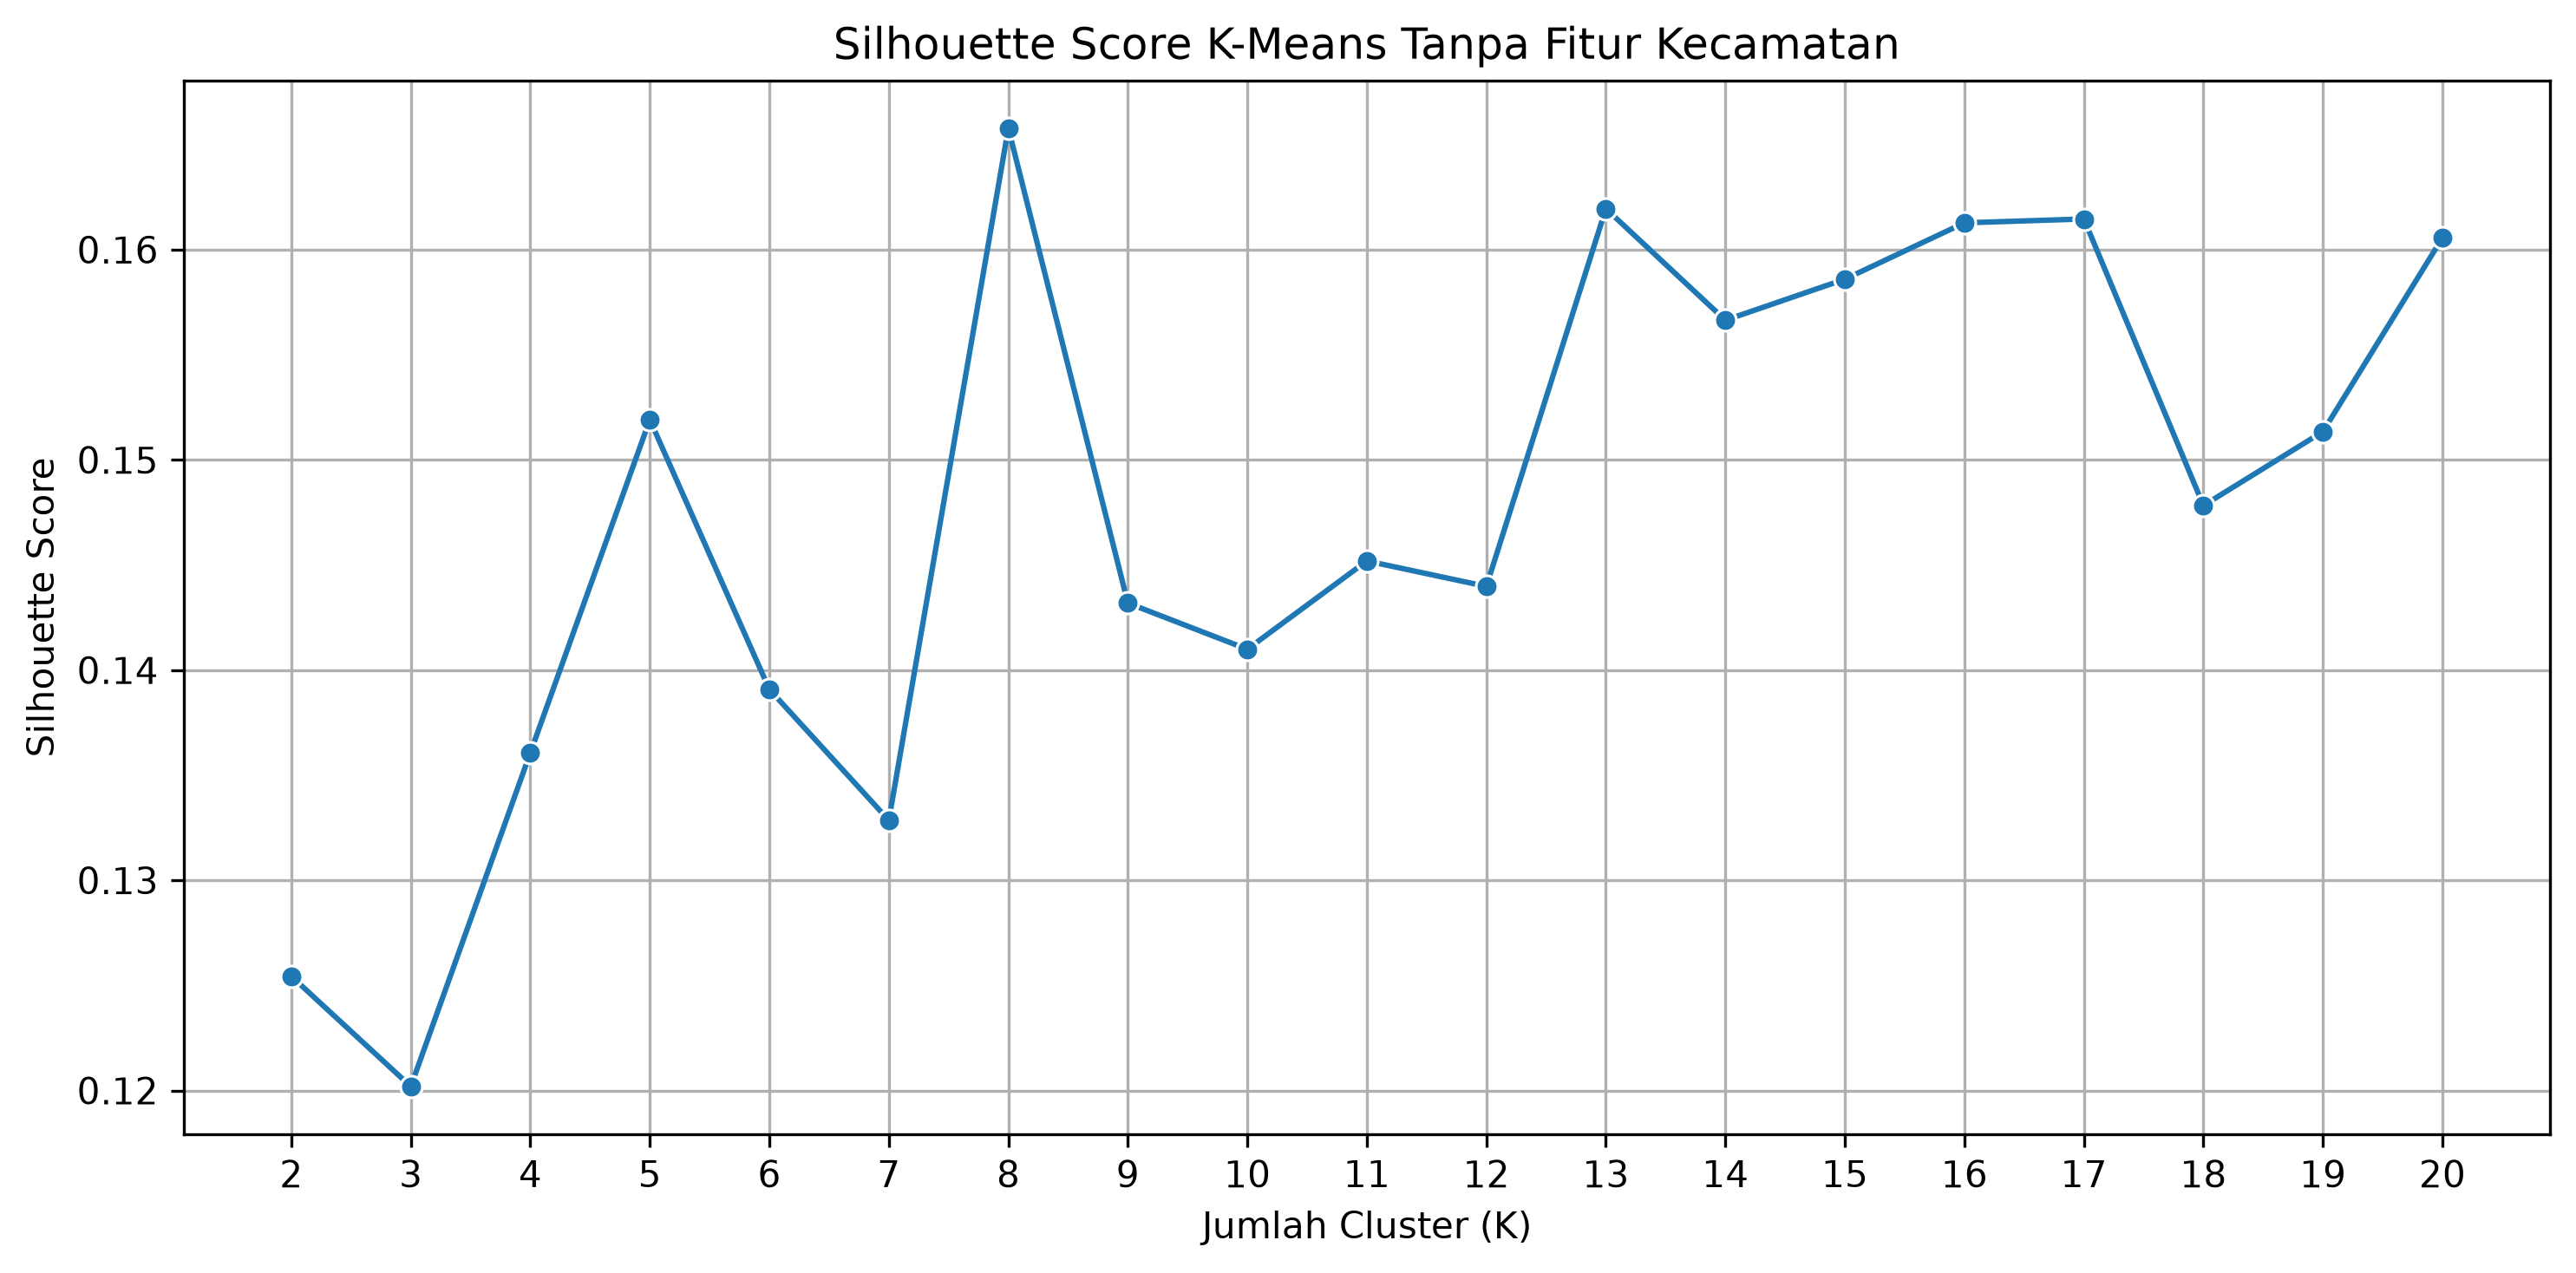 Silhouette Score K-Means Tanpa Fitur Kecamatan
Silhouette Score
0.16
0.15
0.14
0.13
0.12
2 3 4 5 6 7 8 9 10 11 12 13 14 15 16 17 18 19 20
Jumlah Cluster (K)